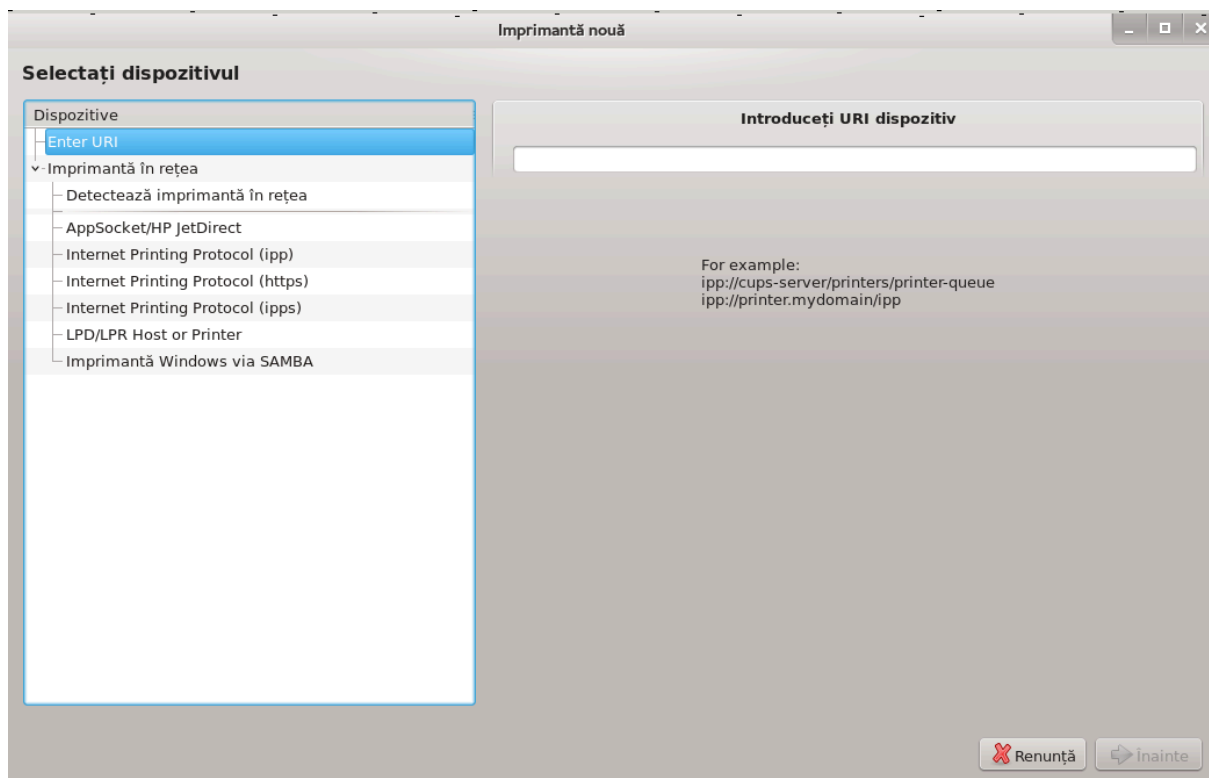 Imprimantă nouă
Selectați dispozitivul
Dispozitive
Enter URI
Imprimantă în rețea
Detectează imprimantă în rețea
AppSocket/HP JetDirect
Internet Printing Protocol (ipp)
Internet Printing Protocol (https)
Internet Printing Protocol (ipps)
LPD/LPR Host or Printer
Imprimantă Windows via SAMBA
Introduceți URI dispozitiv
For example:
ipp://cups-server/printers/printer-queue
ipp://printer.mydomain/ipp
Renunță
Înainte